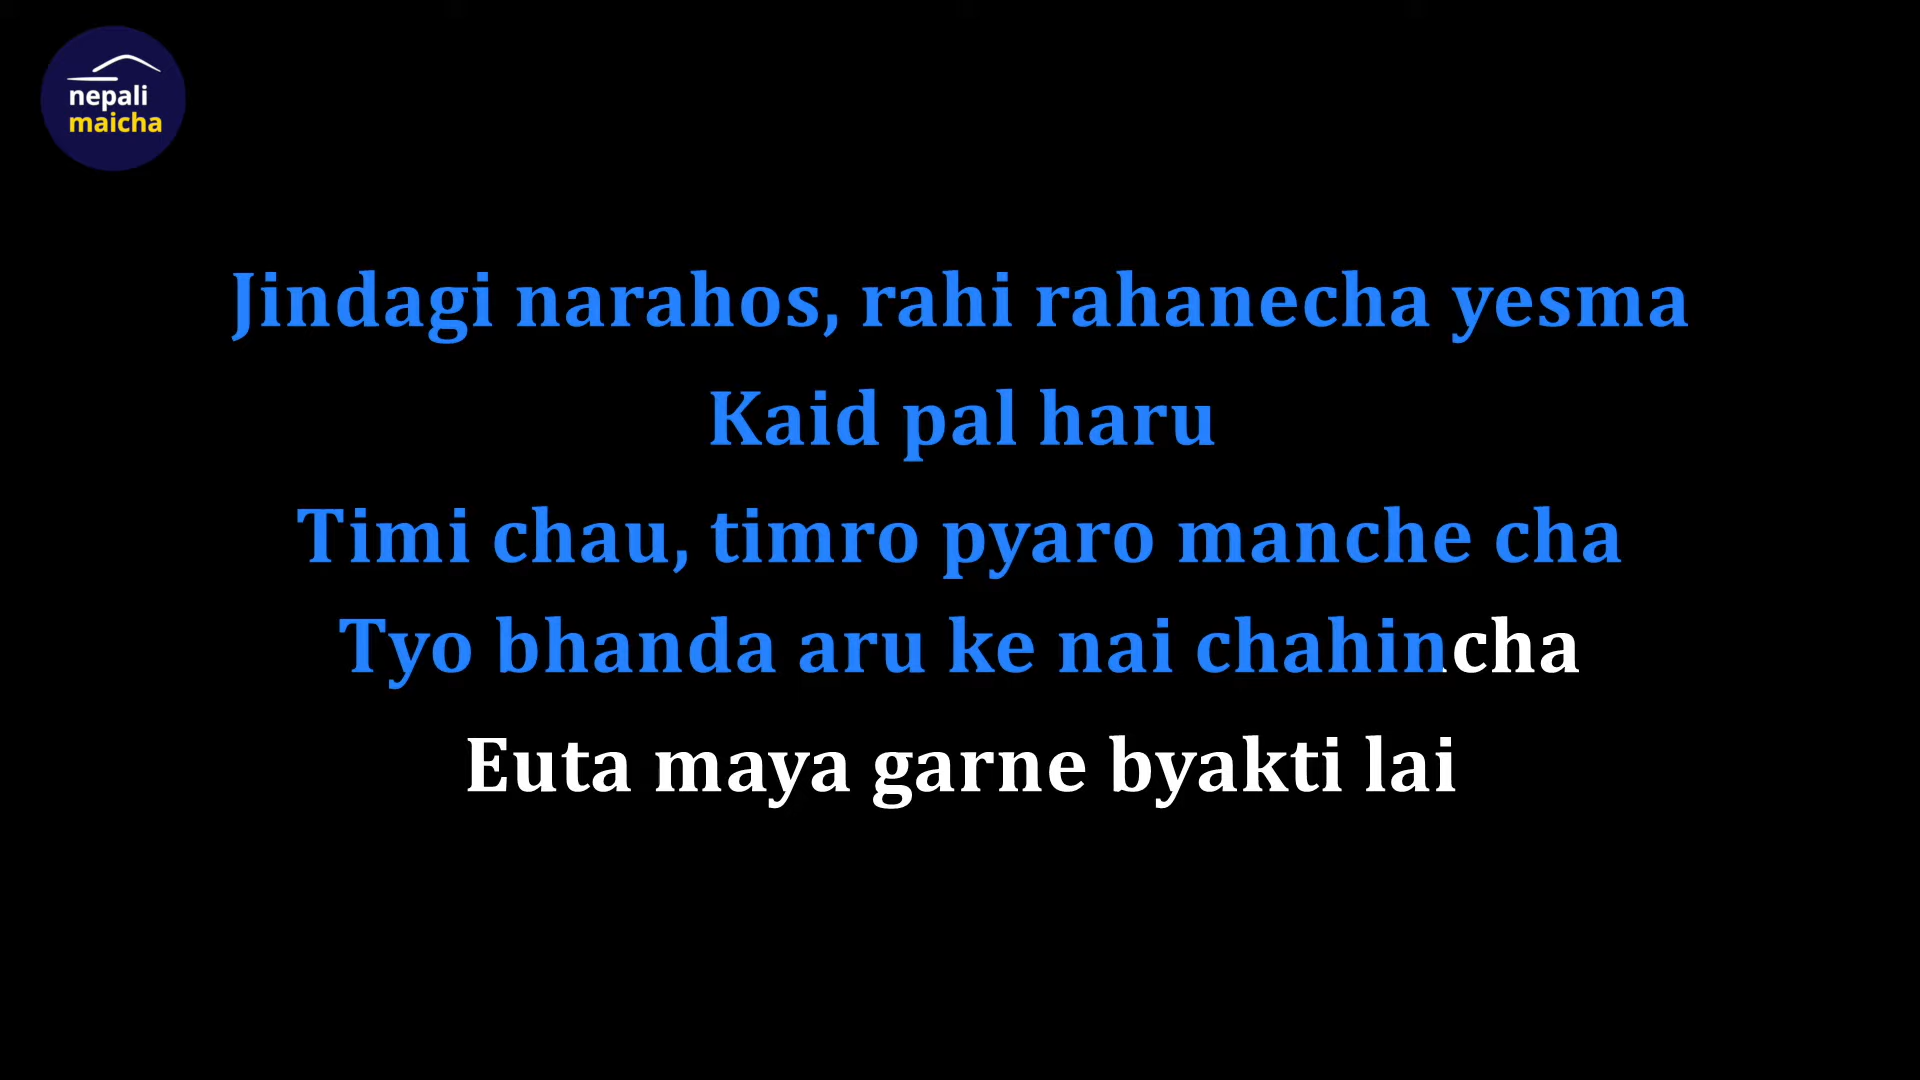 nepali
maicha
Jindagi narahos, rahi rahanecha yesma
Kaid pal haru
Timi chau, timro pyaro manche cha
Tyo bhanda aru ke nai chahincha
Euta maya garne byakti lai